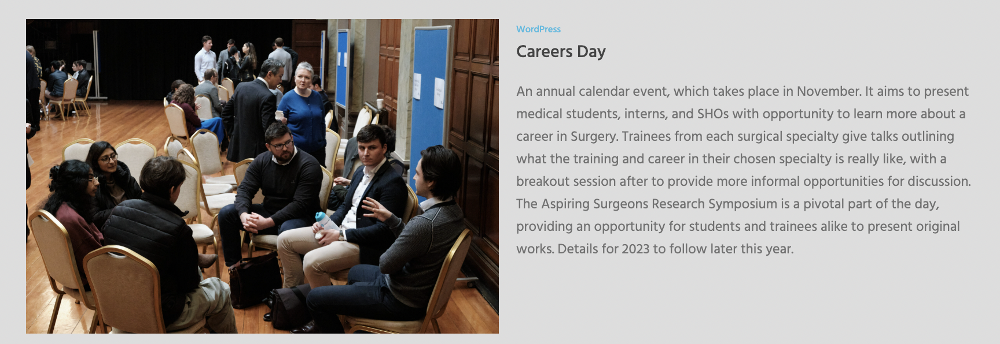 WordPress
Careers Day
An annual calendar event, which takes place in November. It aims to present
medical students, interns, and SHOs with opportunity to learn more about a
career in Surgery. Trainees from each surgical specialty give talks outlining
what the training and career in their chosen specialty is really like, with a
breakout session after to provide more informal opportunities for discussion.
The Aspiring Surgeons Research Symposium is a pivotal part of the day,
providing an opportunity for students and trainees alike to present original
works. Details for 2023 to follow later this year.